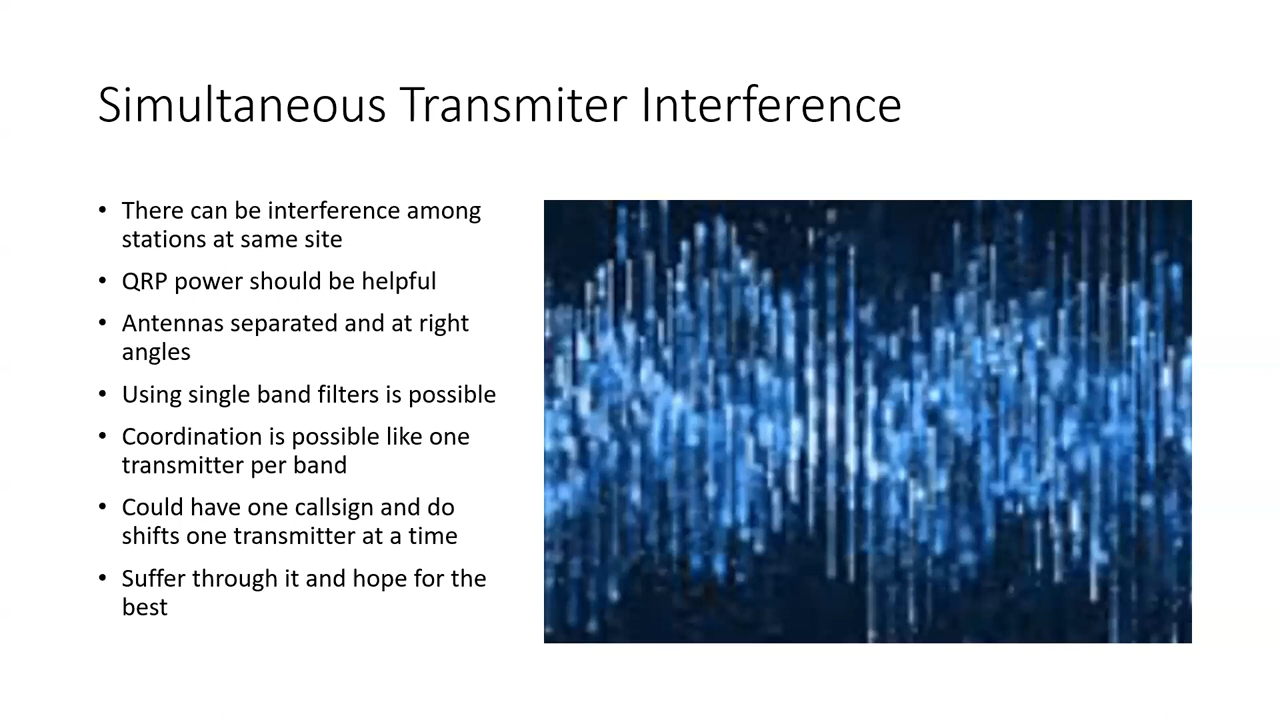 Simultaneous Transmiter Interference
• There can be interference among
stations at same site
• QRP power should be helpful
• Antennas separated and at right
angles
• Using single band filters is possible
• Coordination is possible like one
transmitter per band
• Could have one callsign and do
shifts one transmitter at a time
• Suffer through it and hope for the
best